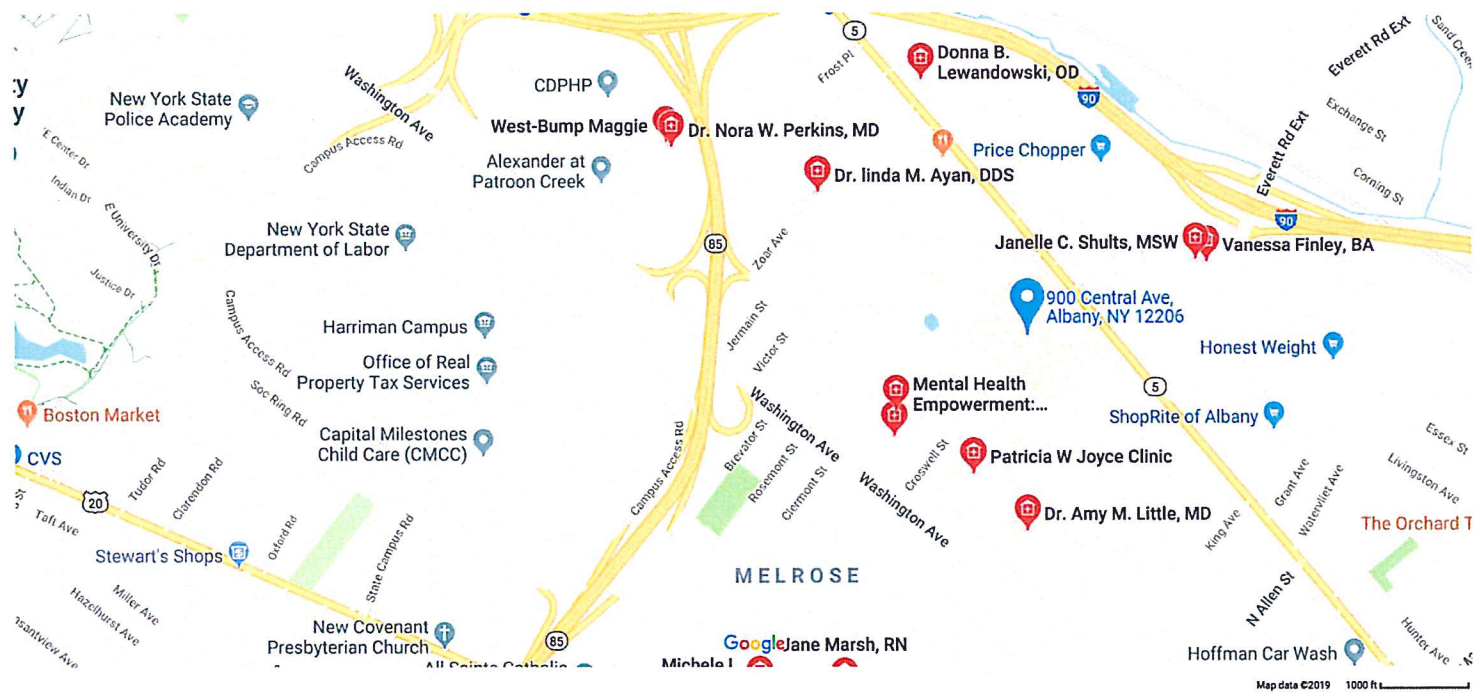 5
Donna B.
Lewandowski, OD
Everett Rd Ext
Frost Pl
CDPHP
Washington Ave
90
New York State
Police Academy
Exchange St
West-Bump Maggie
Dr. Nora W. Perkins, MD
Campus Access Rd
Price Chopper
Everett Rd Ext
E Center Dr
Alexander at
Patroon Creek
Dr. linda M. Ayan, DDS
Corning St
Indian Dr
E University Dr
New York State
Department of Labor
85
Zoar Ave
90
Janelle C. Shults, MSW
Vanessa Finley, BA
Justice Dr
900 Central Ave,
Albany, NY 12206
Campus Access Rd
Harriman Campus
Jermain St
Victor St
Honest Weight
Office of Real
Property Tax Services
Mental Health
Empowerment:...
5
Soc Ring Rd
Boston Market
ShopRite of Albany
Washington Ave
Capital Milestones
Child Care (CMCC)
Brevator St
Essex St
CVS
Campus Access Rd
Rosemont St
Croswell St
Patricia W Joyce Clinic
Livingston Ave
Tudor Rd
Clarendon Rd
Clermont St
Washington Ave
Grant Ave
Watervliet Ave
20
Taft Ave
Dr. Amy M. Little, MD
King Ave
The Orchard T
Oxford Rd
State Campus Rd
Stewart's Shops
MELROSE
Miller Ave
Hazelhurst Ave
N Allen St
New Covenant
Presbyterian Church
85
Google
Jane Marsh, RN
Hunter Ave
Hoffman Car Wash
Map data ©2019
1000 ft